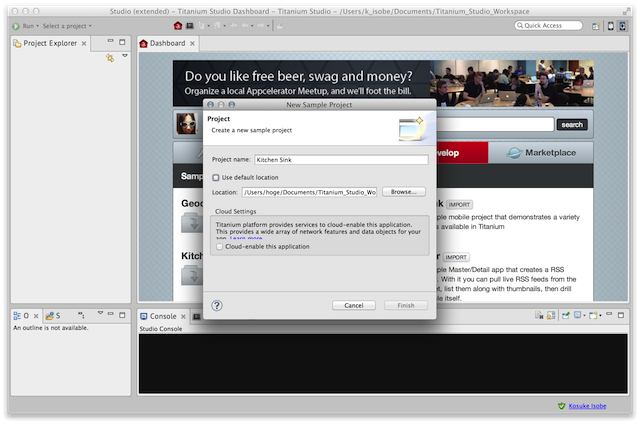 Studio (extended) – Titanium Studio Dashboard – Titanium Studio – /Users/k_isobe/Documents/Titanium_Studio_Workspace
Run
Select a project
Quick Access
Project Explorer
Dashboard
Do you like free beer, swag and money?
Organize a local Appcelerator Meetup, and we'll foot the bill.
search
velop
Marketplace
Sam
Geo
IMPORT
ple mobile project that demonstrates a variety
s available in Titanium
Kitc
IMPORT
ple Master/Detail app that creates a RSS
. With it you can pull live RSS feeds from the
et, list them along with thumbnails, then drill
ple itself.
New Sample Project
Project
Create a new sample project
Project name:
Kitchen Sink
Use default location
Location:
/Users/hoge/Documents/Titanium_Studio_Wo
Browse...
Cloud Settings
Titanium platform provides services to cloud-enable this application.
This provides a wide array of network features and data objects for your
app. Learn more
Cloud-enable this application
?
Cancel
Finish
O
S
An outline is not available.
Console
Studio Console
Kosuke Isobe